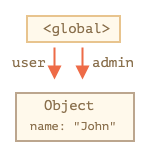 <global>
user admin
Object
name: "John"